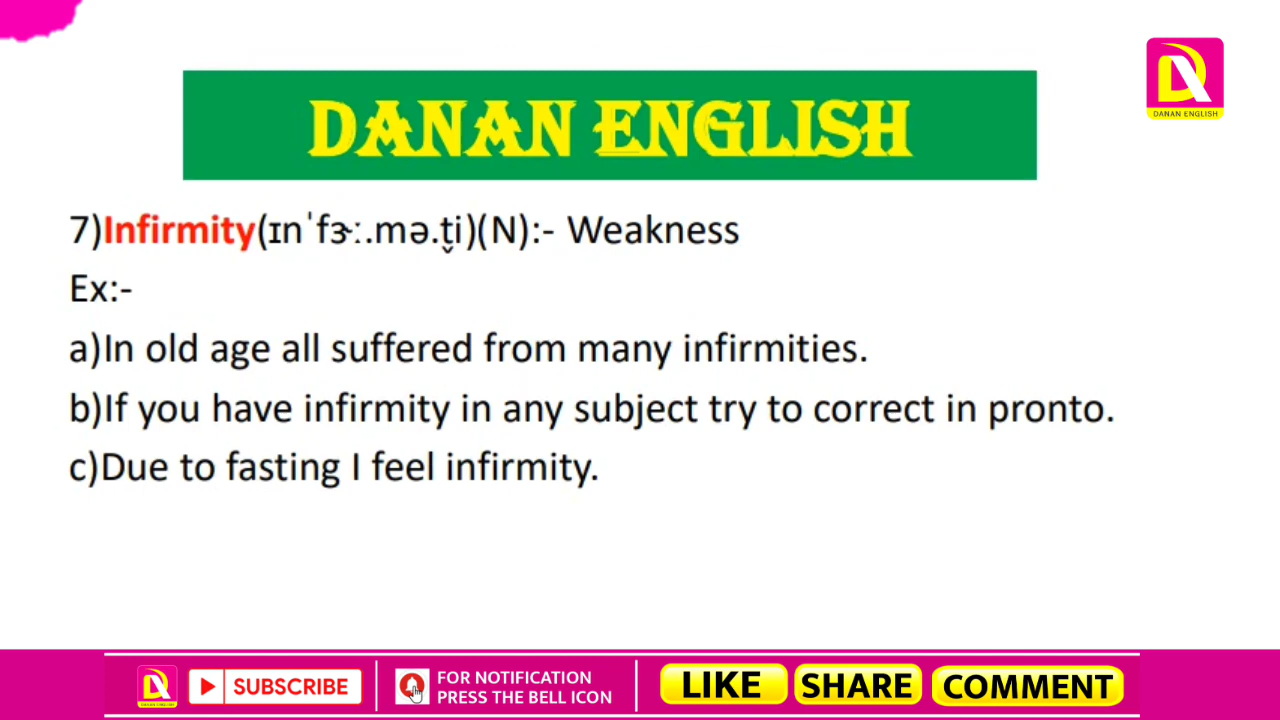 DANAN ENGLISH
DANAN ENGLISH
7)Infirmity(ɪnˈfɝː.mə.t̬i)(N):- Weakness
Ex:-
a)In old age all suffered from many infirmities.
b)If you have infirmity in any subject try to correct in pronto.
c)Due to fasting I feel infirmity.
DANAN ENGLISH
SUBSCRIBE
FOR NOTIFICATION
PRESS THE BELL ICON
LIKE
SHARE
COMMENT